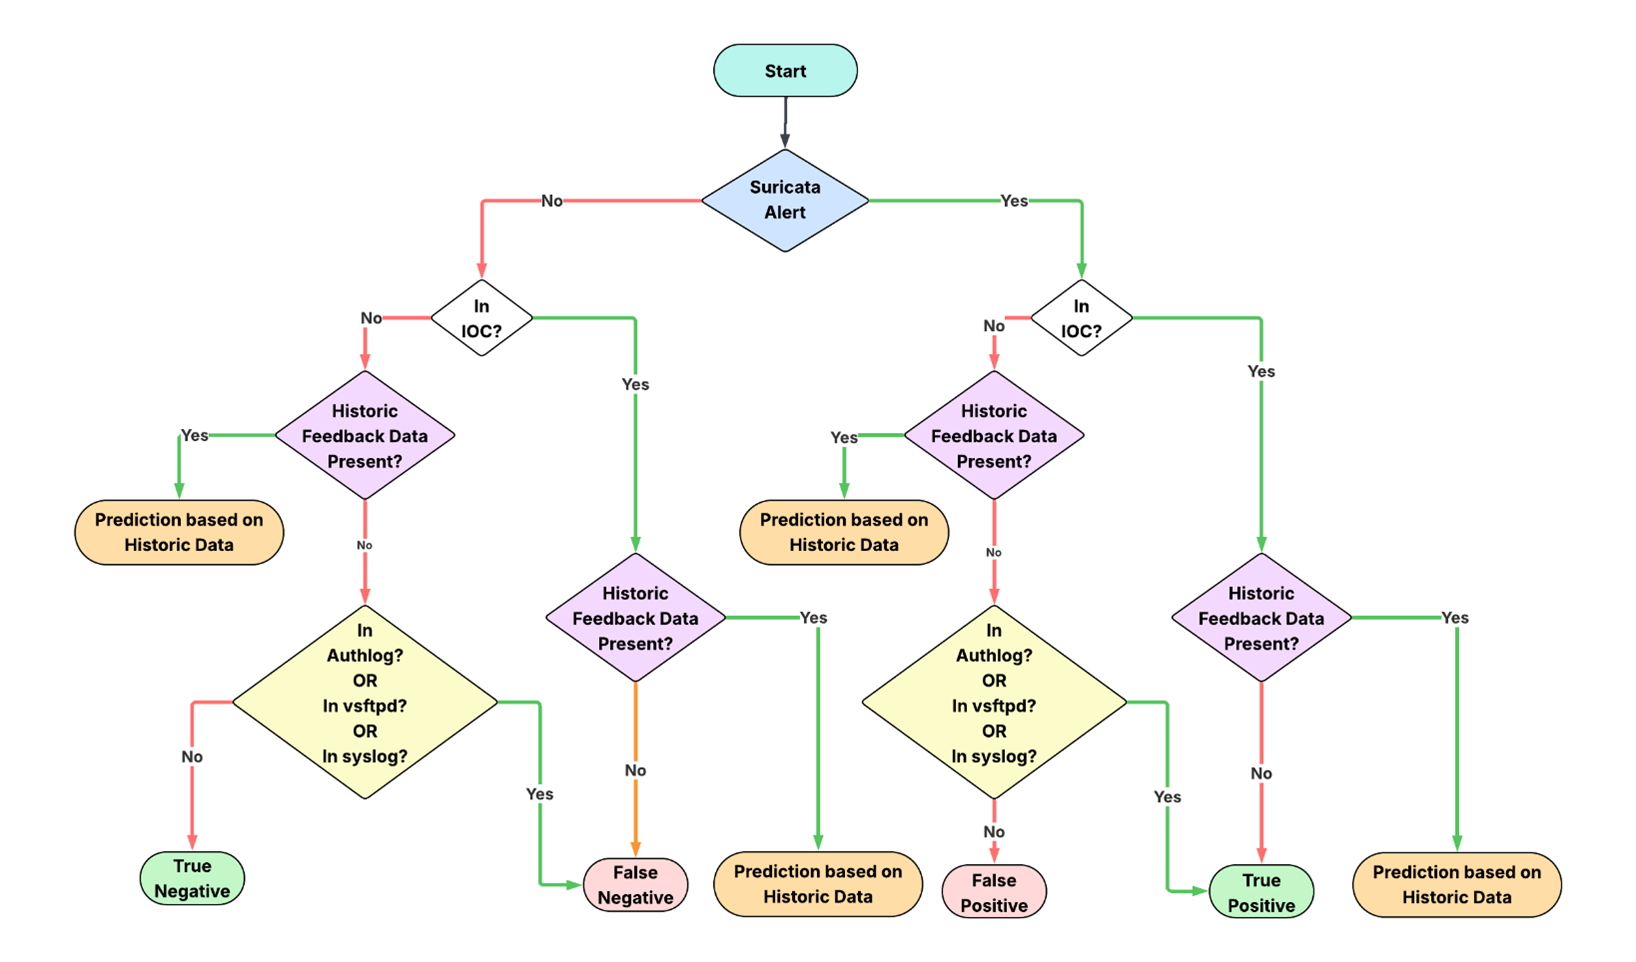 Start
Suricata
Alert
No
Yes
In
IOC?
In
IOC?
No
Yes
No
Yes
Historic
Feedback Data
Present?
Historic
Feedback Data
Present?
Yes
Yes
Prediction based on
Historic Data
Prediction based on
Historic Data
No
No
Historic
Feedback Data
Present?
Historic
Feedback Data
Present?
Yes
Yes
In
Authlog?
OR
In vsftpd?
OR
In syslog?
In
Authlog?
OR
In vsftpd?
OR
In syslog?
No
Yes
No
No
Yes
No
True
Negative
False
Negative
Prediction based on
Historic Data
False
Positive
True
Positive
Prediction based on
Historic Data